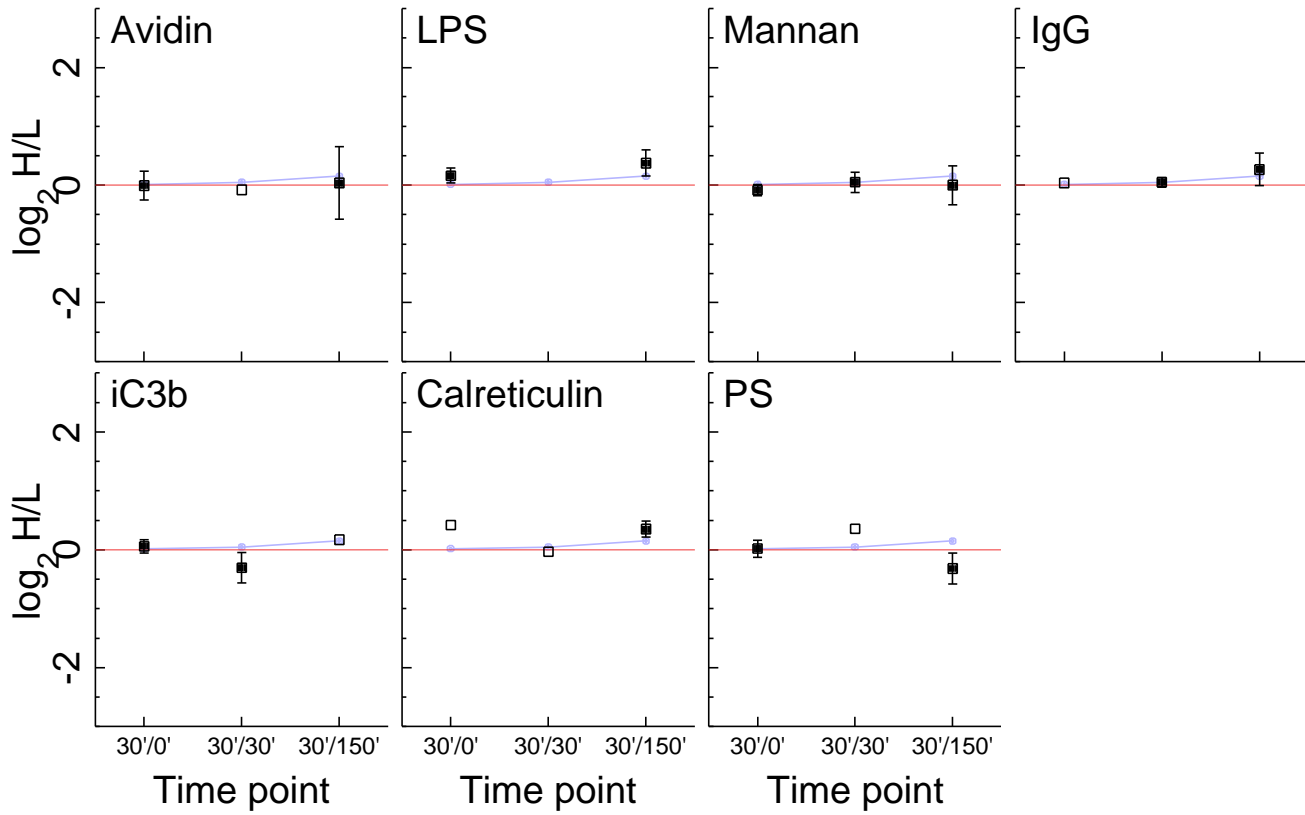 Avidin LPS Mannan IgG
2
0
-2
log2 H/L
iC3b Calreticulin PS
2
0
-2
log2 H/L
30'/0' 30'/30' 30'/150' 30'/0' 30'/30' 30'/150' 30'/0' 30'/30' 30'/150'
Time point Time point Time point